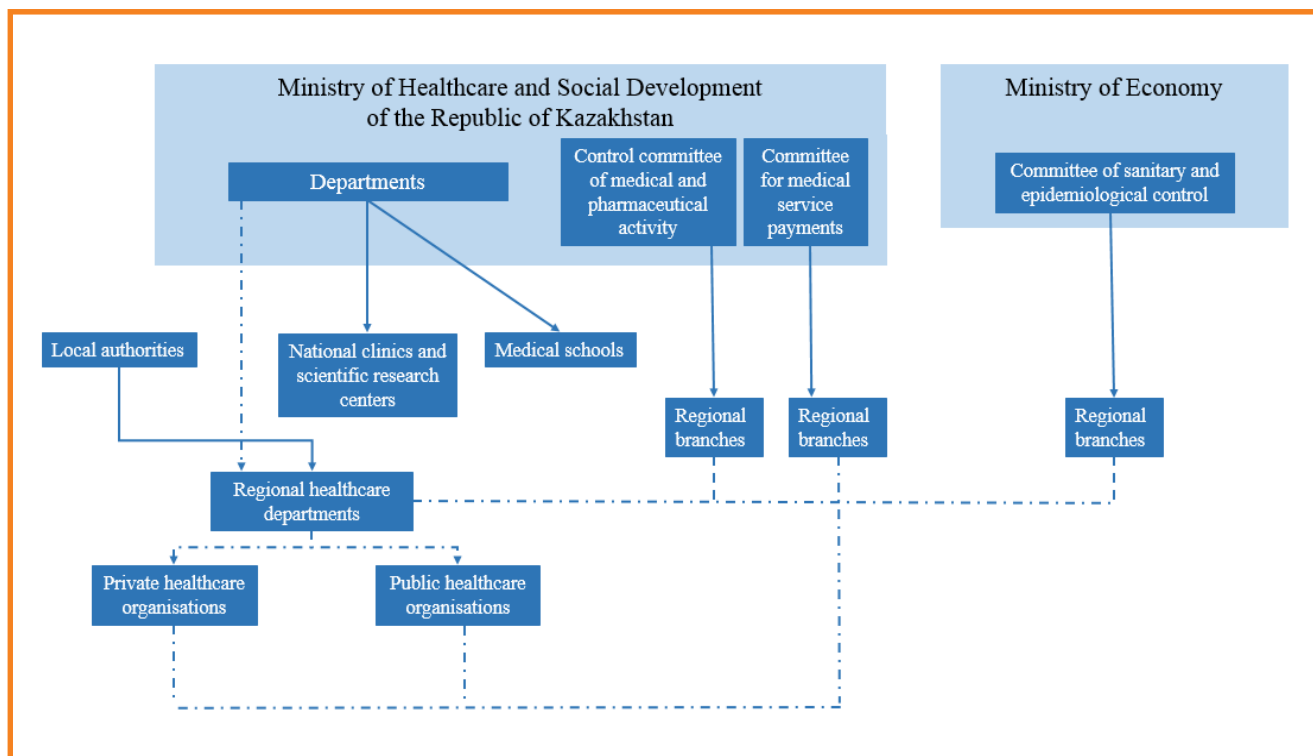 Ministry of Healthcare and Social Development
of the Republic of Kazakhstan
Ministry of Economy
Departments
Control committee
of medical and
pharmaceutical
activity
Committee
for medical
service
payments
Committee of sanitary and
epidemiological control
Local authorities
National clinics and
scientific research
centers
Medical schools
Regional
branches
Regional
branches
Regional
branches
Regional healthcare
departments
Private healthcare
organisations
Public healthcare
organisations